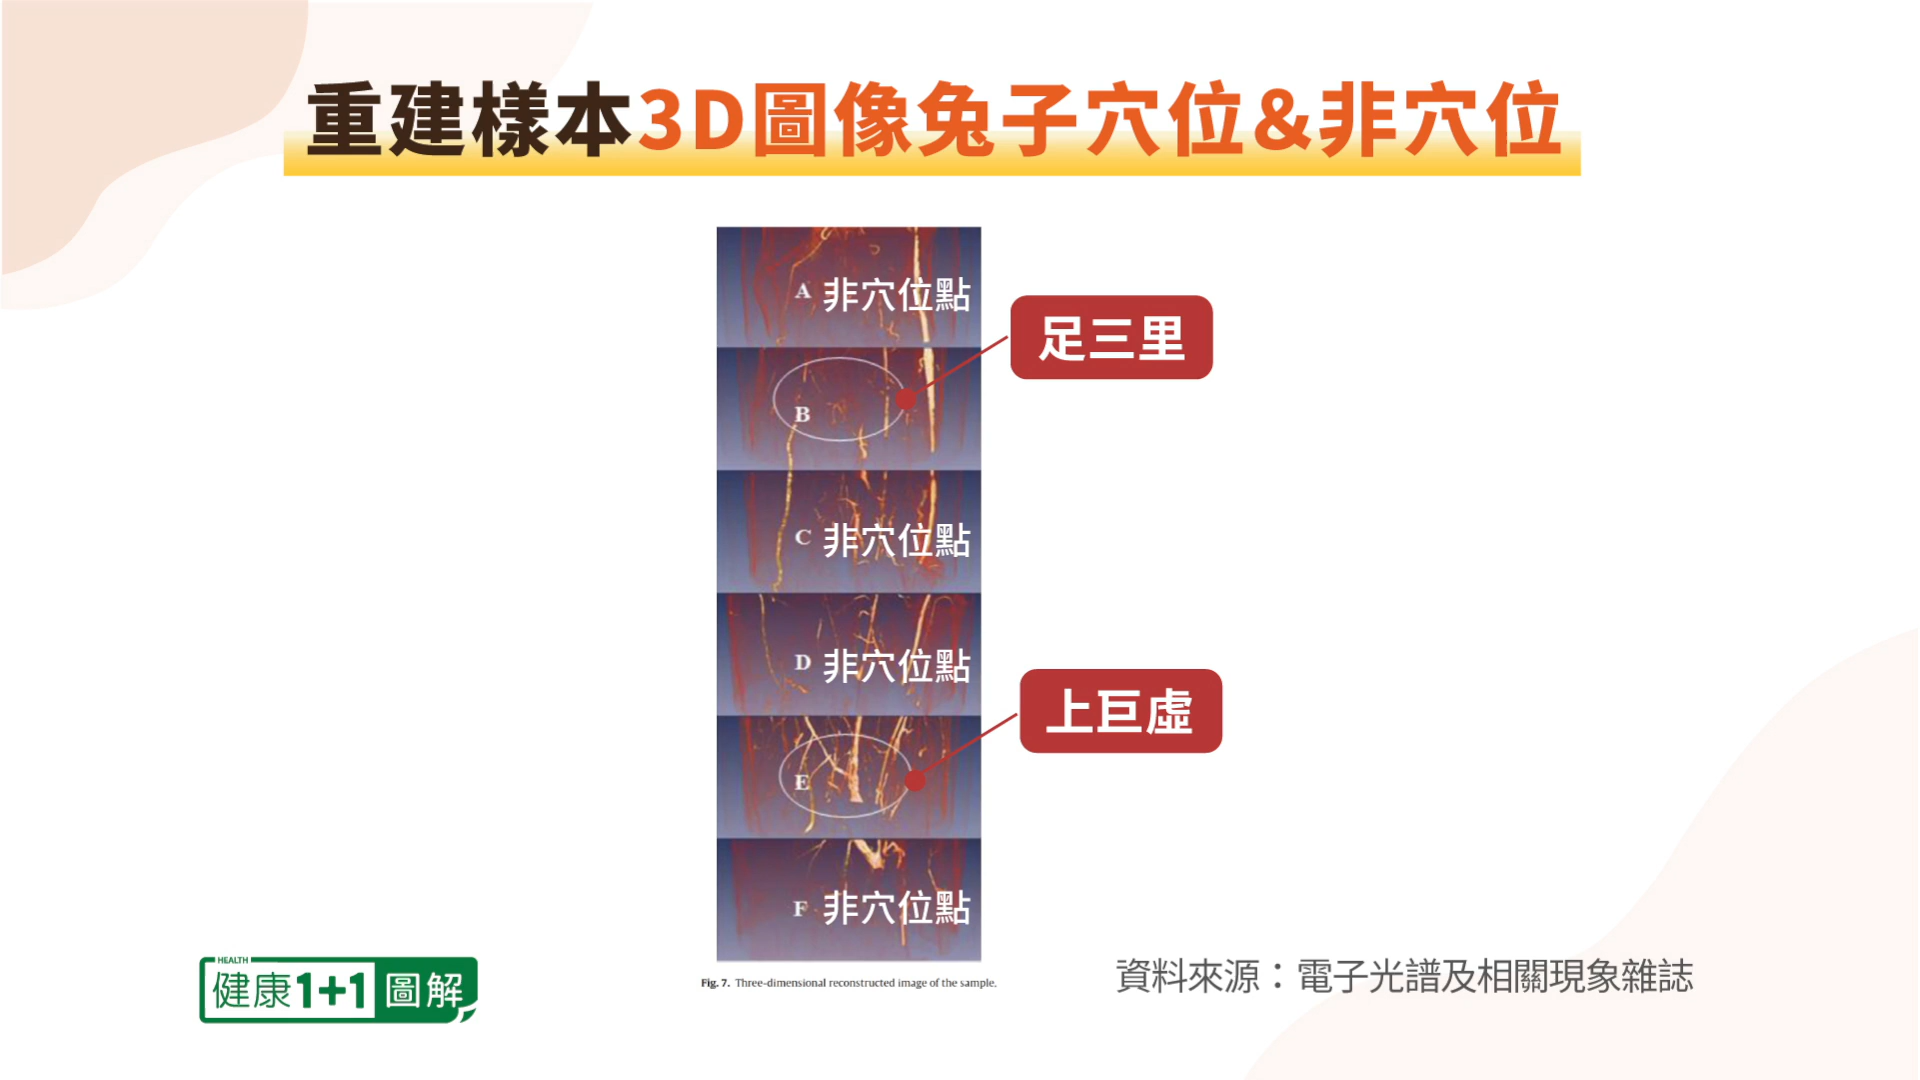 重建樣本3D圖像兔子穴位&非穴位
A 非穴位點
足三里
B
C 非穴位點
D 非穴位點
上巨虛
E
F 非穴位點
Fig. 7. Three-dimensional reconstructed image of the sample.
資料來源：電子光譜及相關現象雜誌
HEALTH
健康1+1 圖解